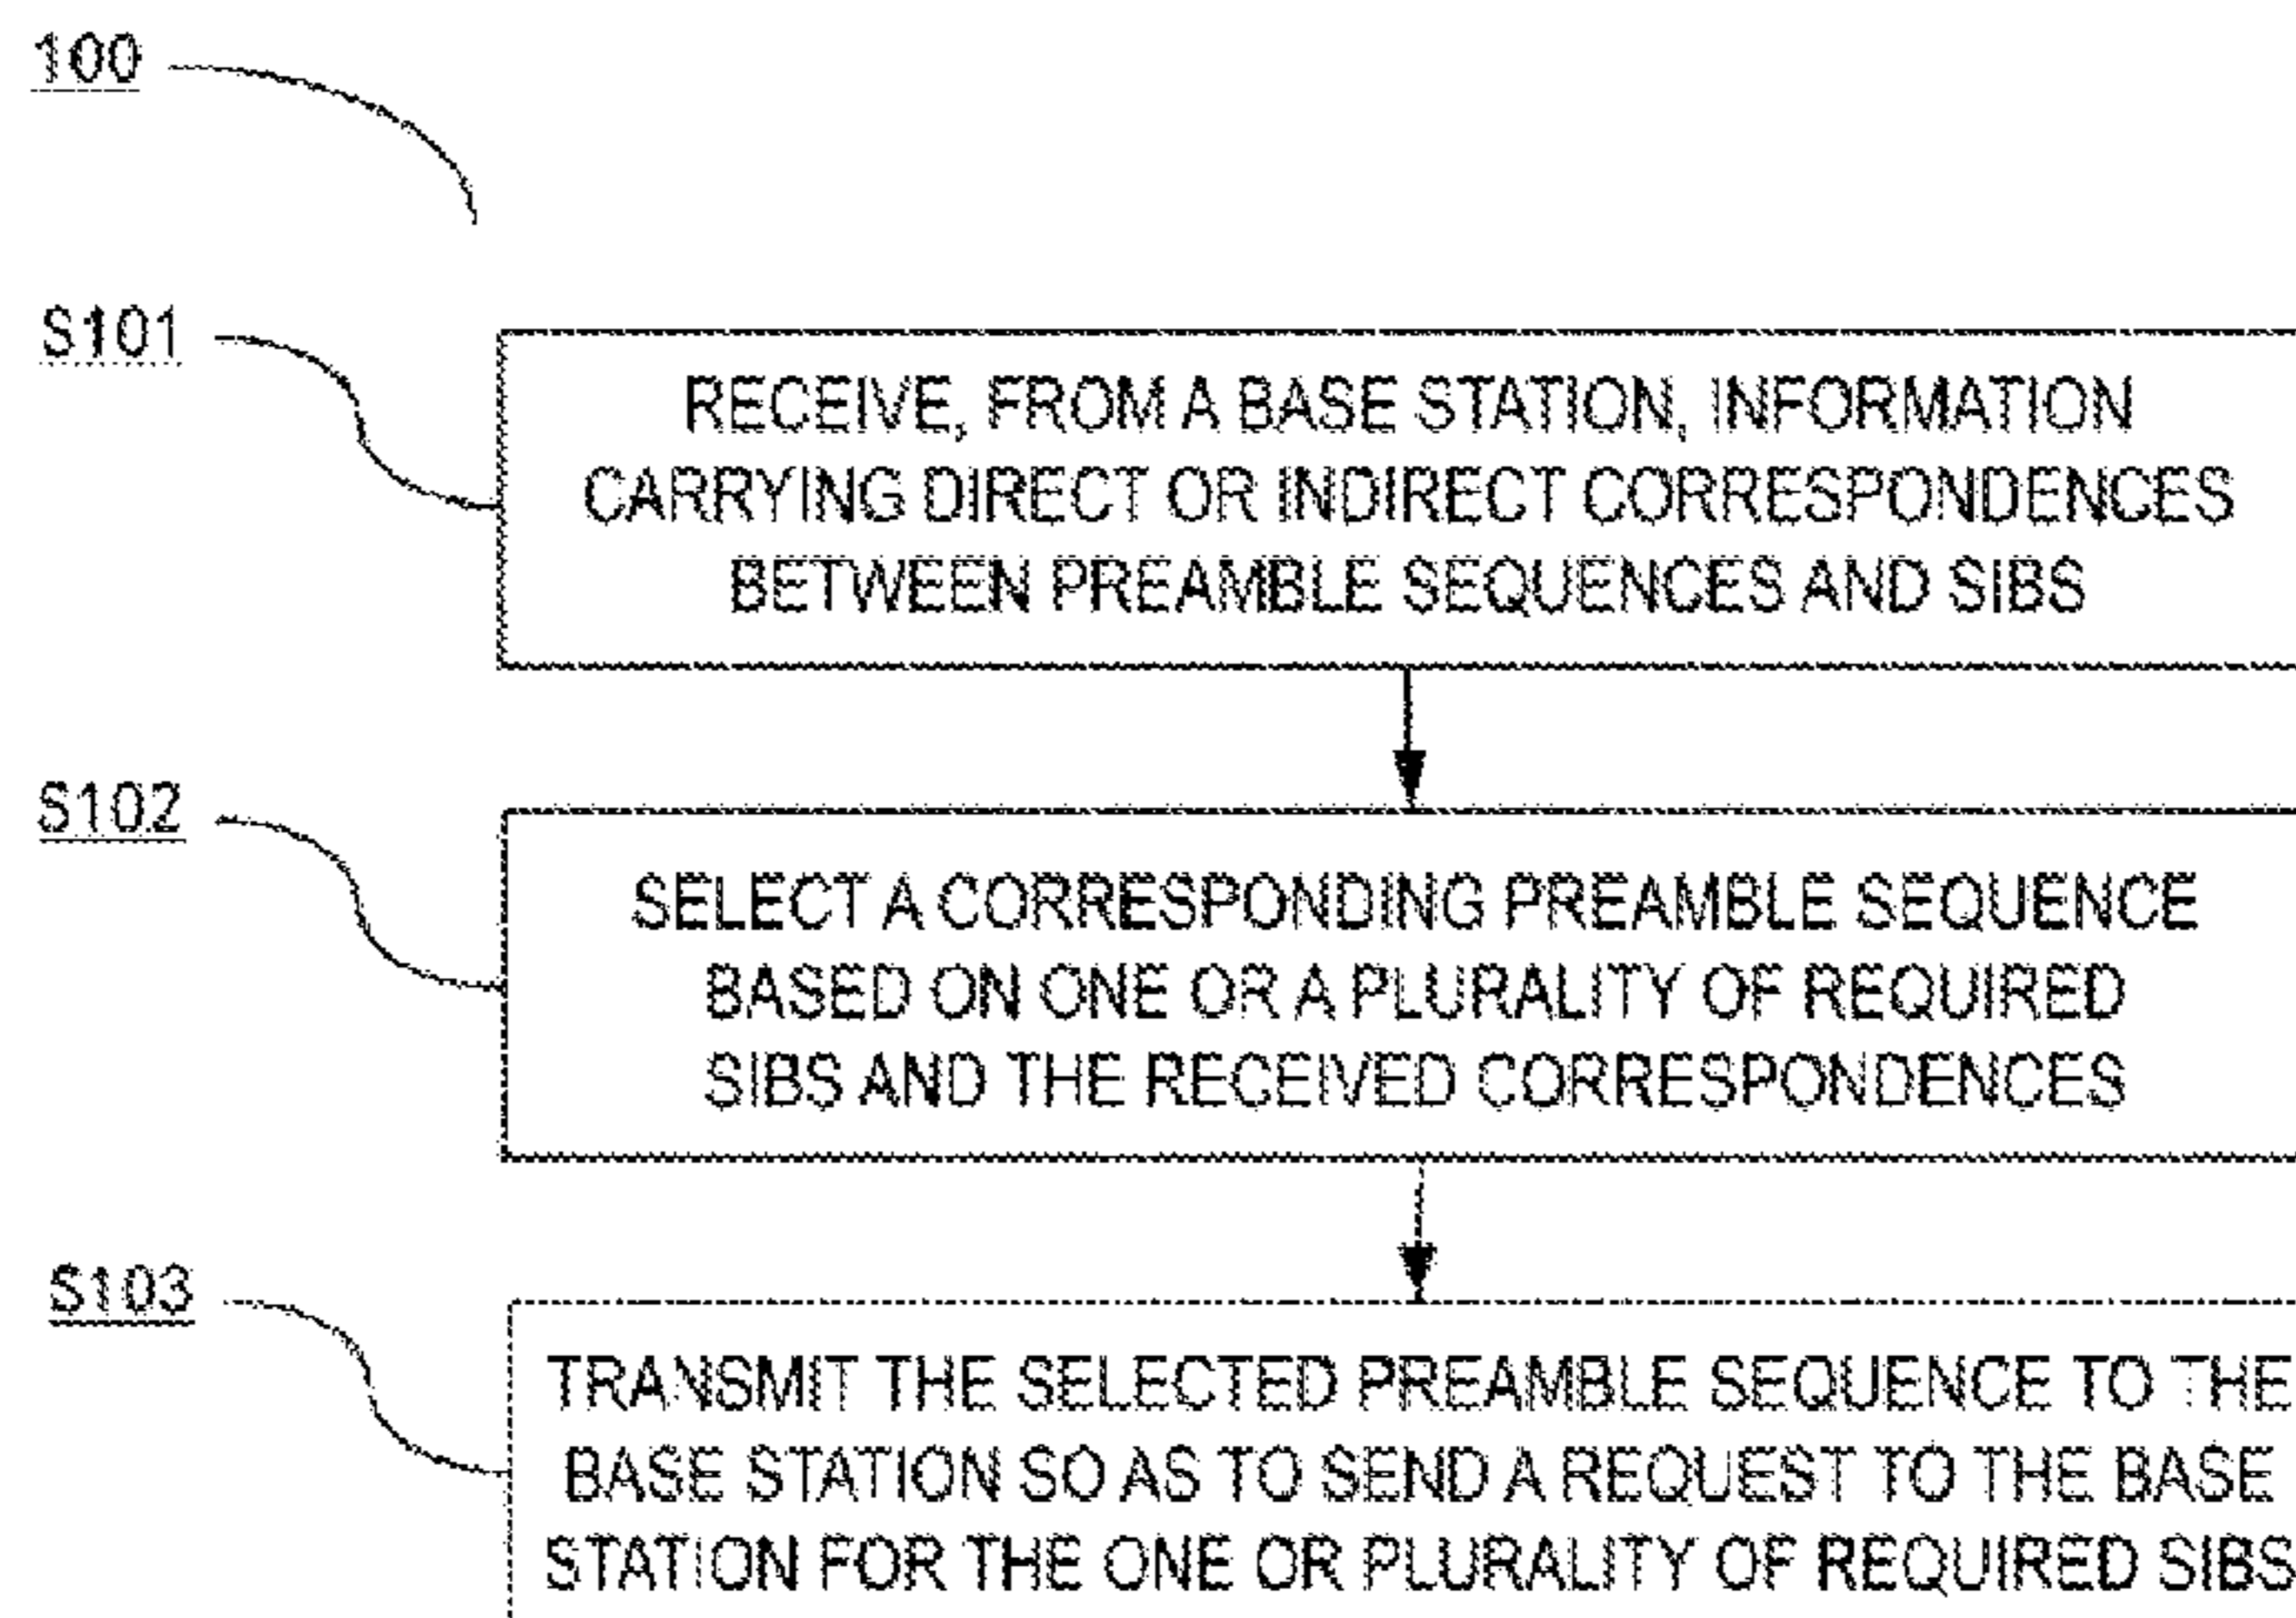 100
S101
RECEIVE, FROM A BASE STATION, INFORMATION
CARRYING DIRECT OR INDIRECT CORRESPONDENCES
BETWEEN PREAMBLE SEQUENCES AND SIBS
S102
SELECT A CORRESPONDING PREAMBLE SEQUENCE
BASED ON ONE OR A PLURALITY OF REQUIRED
SIBS AND THE RECEIVED CORRESPONDENCES
S103
TRANSMIT THE SELECTED PREAMBLE SEQUENCE TO THE
BASE STATION SO AS TO SEND A REQUEST TO THE BASE
STATION FOR THE ONE OR PLURALITY OF REQUIRED SIBS